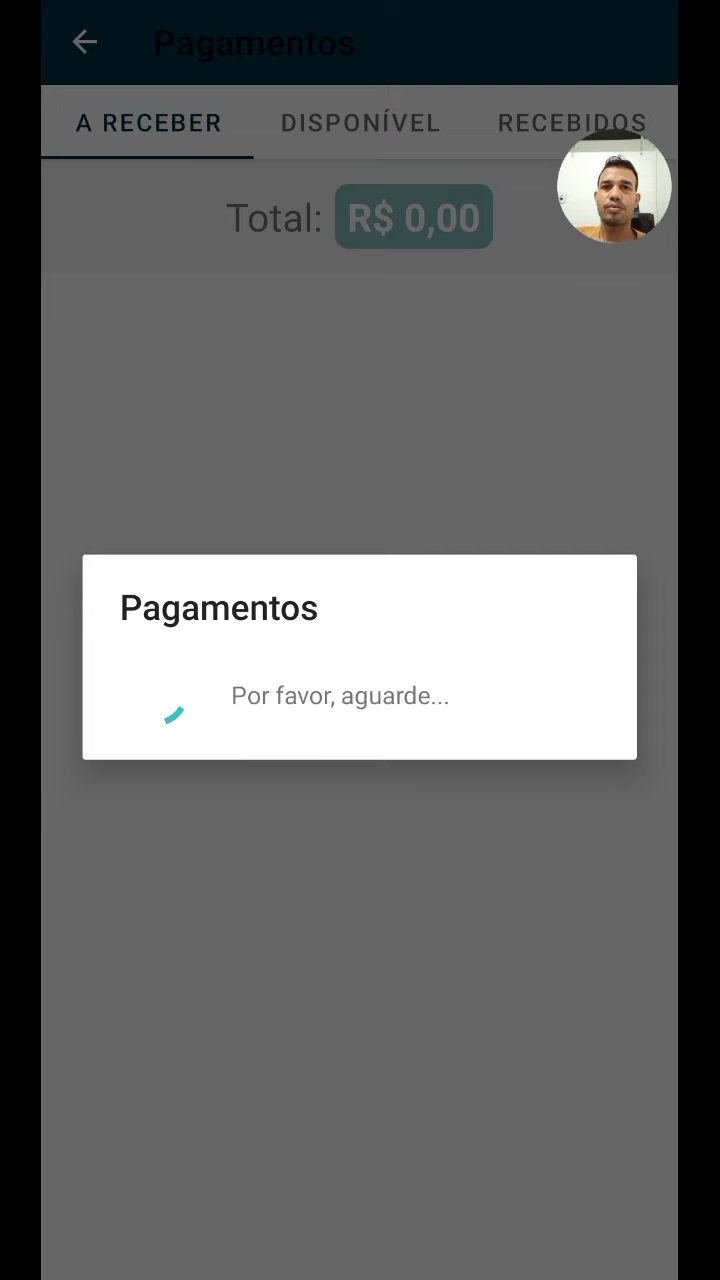 Pagamentos
A RECEBER DISPONÍVEL RECEBIDOS
Total: R$ 0,00
Pagamentos
Por favor, aguarde...